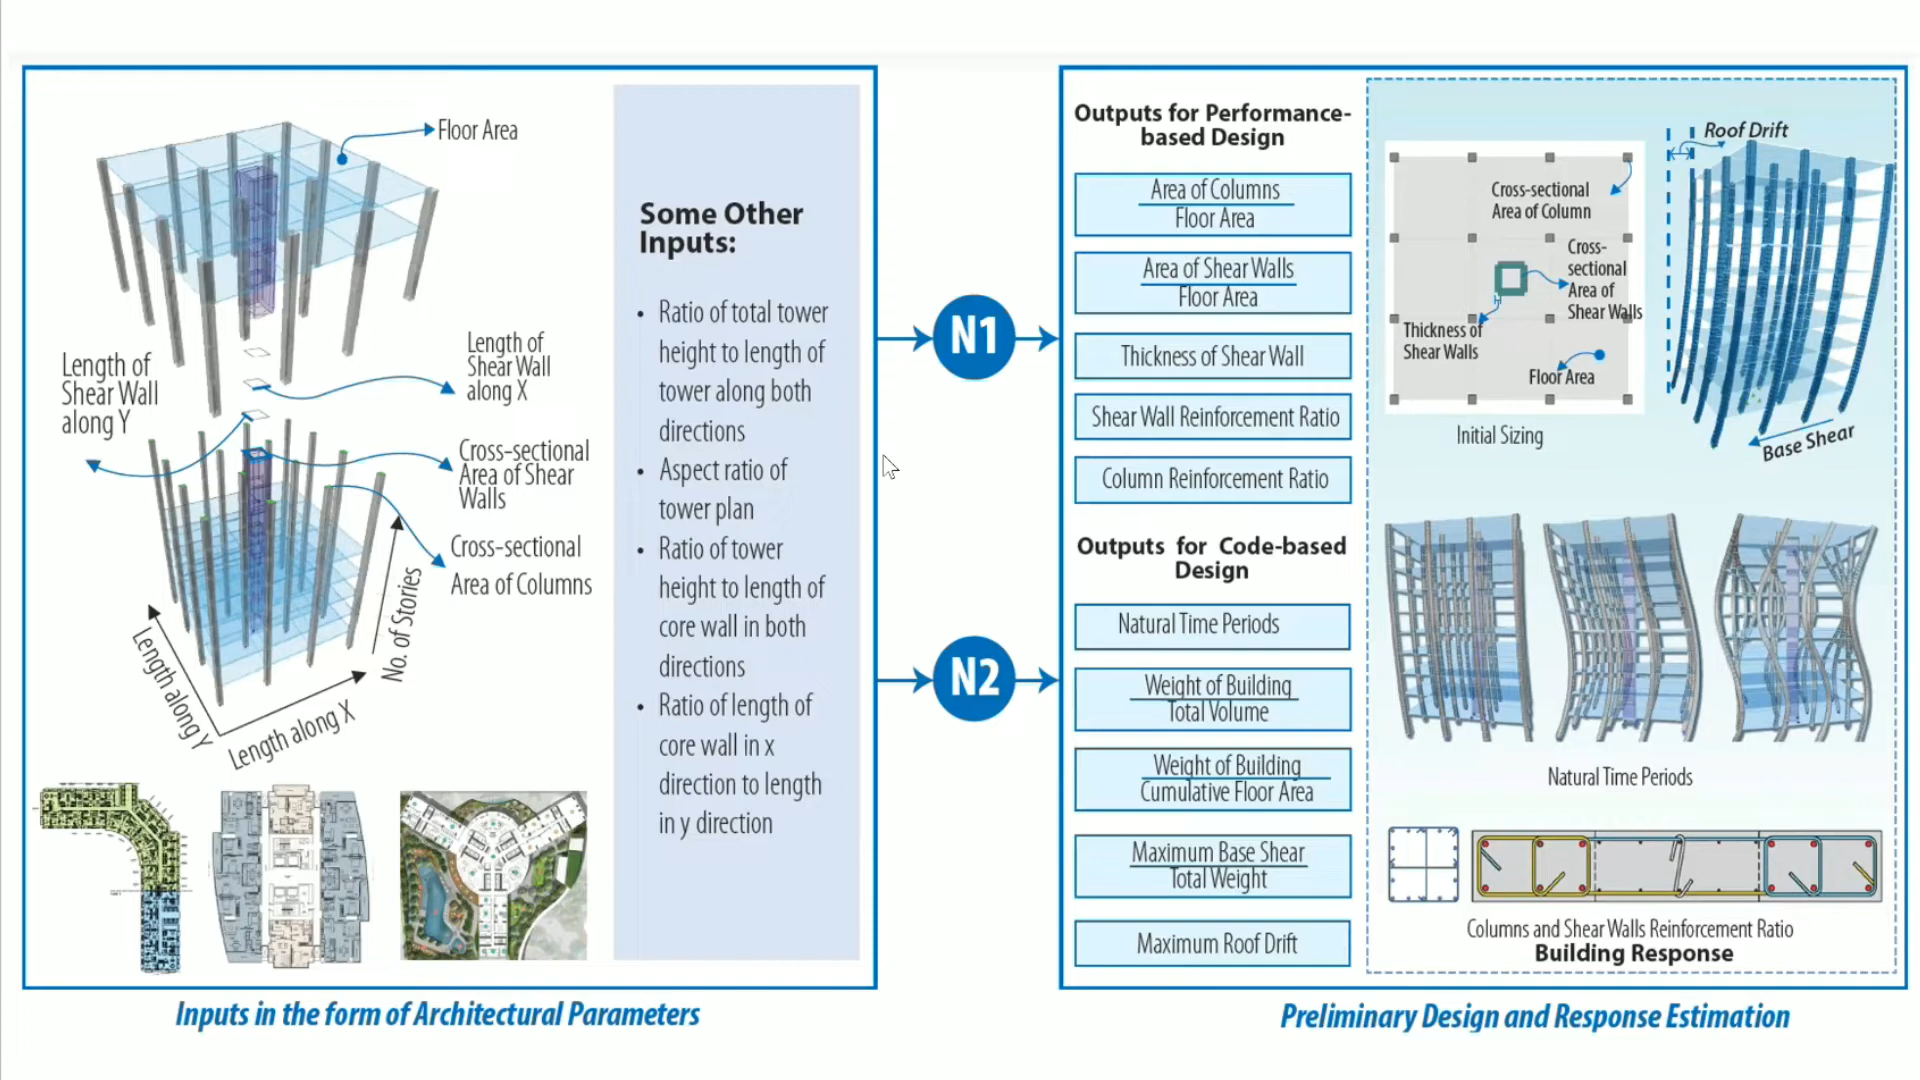 Floor Area
Length of
Shear Wall
along Y
Length of
Shear Wall
along X
Cross-sectional
Area of Shear
Walls
Cross-sectional
Area of Columns
No. of Stories
Length along Y
Length along X
Some Other
Inputs:
• Ratio of total tower
height to length of
tower along both
directions
• Aspect ratio of
tower plan
• Ratio of tower
height to length of
core wall in both
directions
• Ratio of length of
core wall in x
direction to length
in y direction
Inputs in the form of Architectural Parameters
N1
N2
Outputs for Performance-
based Design
Area of Columns
Floor Area
Area of Shear Walls
Floor Area
Thickness of Shear Wall
Shear Wall Reinforcement Ratio
Column Reinforcement Ratio
Outputs for Code-based
Design
Natural Time Periods
Weight of Building
Total Volume
Weight of Building
Cumulative Floor Area
Maximum Base Shear
Total Weight
Maximum Roof Drift
Cross-sectional
Area of Column
Cross-
sectional
Area of
Shear Walls
Thickness of
Shear Walls
Floor Area
Initial Sizing
Roof Drift
Base Shear
Natural Time Periods
Columns and Shear Walls Reinforcement Ratio
Building Response
Preliminary Design and Response Estimation